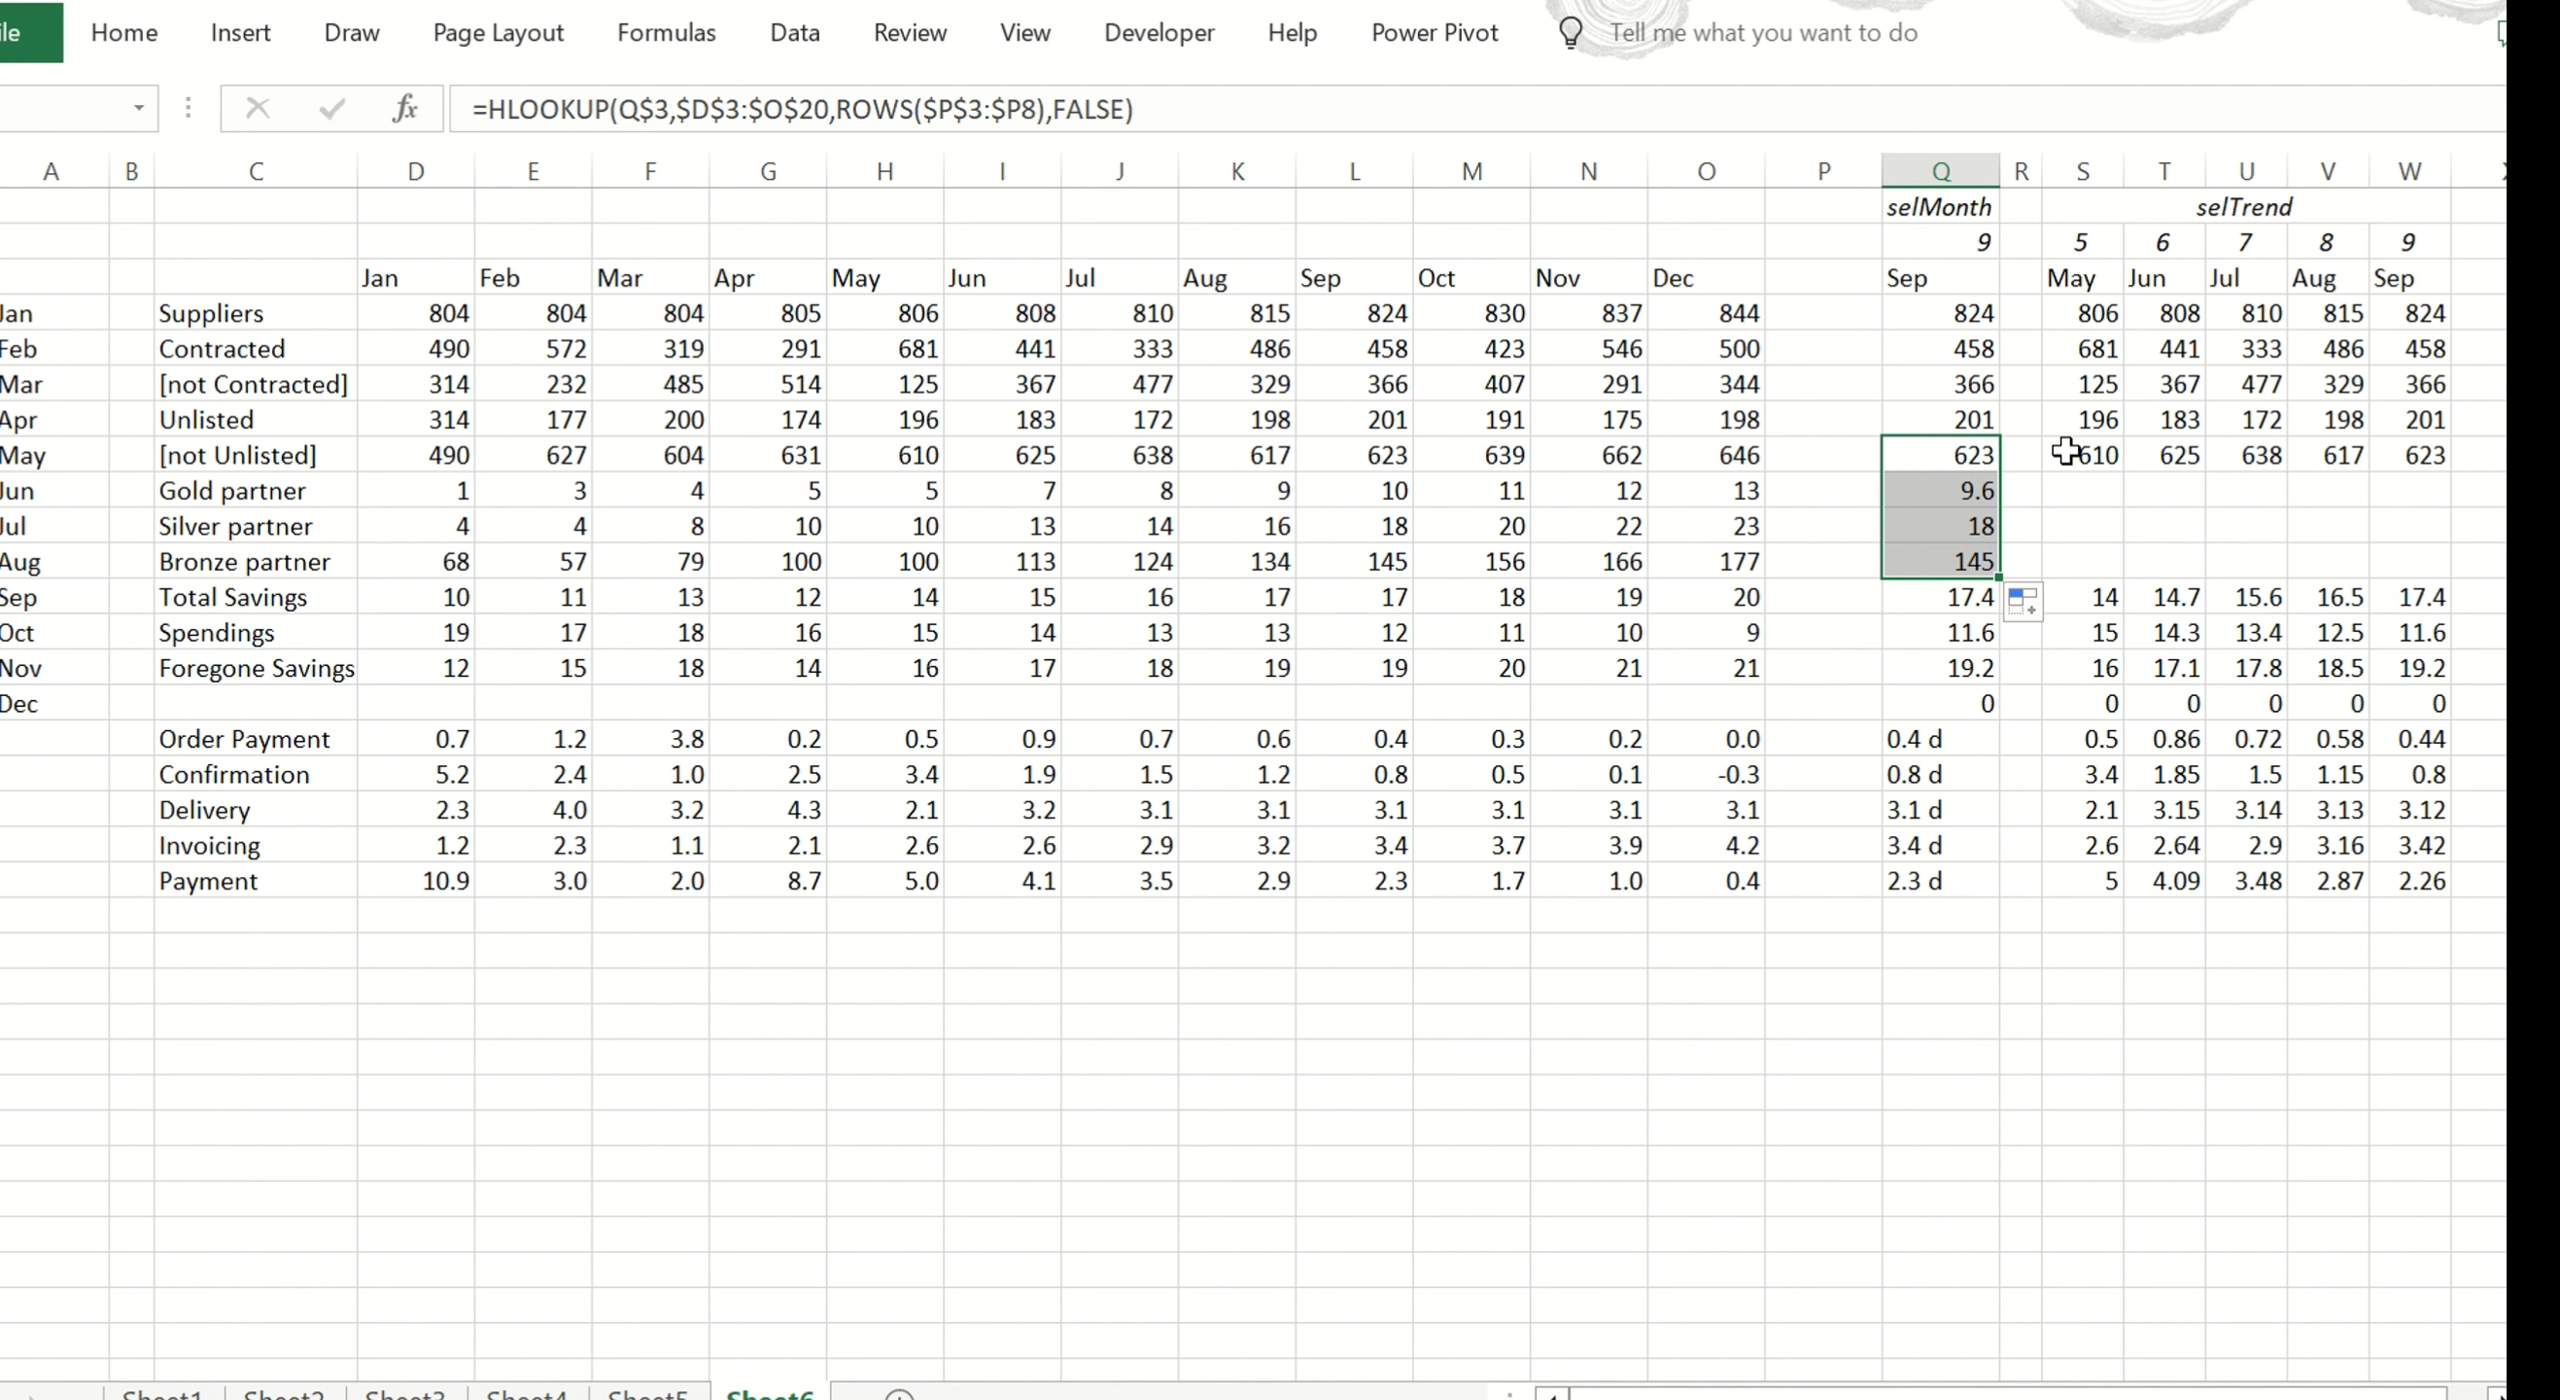 ile Home Insert Draw Page Layout Formulas Data Review View Developer Help Power Pivot Tell me what you want to do
fx =HLOOKUP(Q$3,$D$3:$O$20,ROWS($P$3:$P8),FALSE)
A B C D E F G H I J K L M N O P Q R S T U V W
selMonth selTrend
9 5 6 7 8 9
Jan Feb Mar Apr May Jun Jul Aug Sep Oct Nov Dec Sep May Jun Jul Aug Sep
Jan Suppliers 804 804 804 805 806 808 810 815 824 830 837 844 824 806 808 810 815 824
Feb Contracted 490 572 319 291 681 441 333 486 458 423 546 500 458 681 441 333 486 458
Mar [not Contracted] 314 232 485 514 125 367 477 329 366 407 291 344 366 125 367 477 329 366
Apr Unlisted 314 177 200 174 196 183 172 198 201 191 175 198 201 196 183 172 198 201
May [not Unlisted] 490 627 604 631 610 625 638 617 623 639 662 646 623 610 625 638 617 623
Jun Gold partner 1 3 4 5 5 7 8 9 10 11 12 13 9.6
Jul Silver partner 4 4 8 10 10 13 14 16 18 20 22 23 18
Aug Bronze partner 68 57 79 100 100 113 124 134 145 156 166 177 145
Sep Total Savings 10 11 13 12 14 15 16 17 17 18 19 20 17.4 14 14.7 15.6 16.5 17.4
Oct Spendings 19 17 18 16 15 14 13 13 12 11 10 9 11.6 15 14.3 13.4 12.5 11.6
Nov Foregone Savings 12 15 18 14 16 17 18 19 19 20 21 21 19.2 16 17.1 17.8 18.5 19.2
Dec 0 0 0 0 0 0
Order Payment 0.7 1.2 3.8 0.2 0.5 0.9 0.7 0.6 0.4 0.3 0.2 0.0 0.4 d 0.5 0.86 0.72 0.58 0.44
Confirmation 5.2 2.4 1.0 2.5 3.4 1.9 1.5 1.2 0.8 0.5 0.1 -0.3 0.8 d 3.4 1.85 1.5 1.15 0.8
Delivery 2.3 4.0 3.2 4.3 2.1 3.2 3.1 3.1 3.1 3.1 3.1 3.1 3.1 d 2.1 3.15 3.14 3.13 3.12
Invoicing 1.2 2.3 1.1 2.1 2.6 2.6 2.9 3.2 3.4 3.7 3.9 4.2 3.4 d 2.6 2.64 2.9 3.16 3.42
Payment 10.9 3.0 2.0 8.7 5.0 4.1 3.5 2.9 2.3 1.7 1.0 0.4 2.3 d 5 4.09 3.48 2.87 2.26
Sheet1 Sheet2 Sheet3 Sheet4 Sheet5 Sheet6